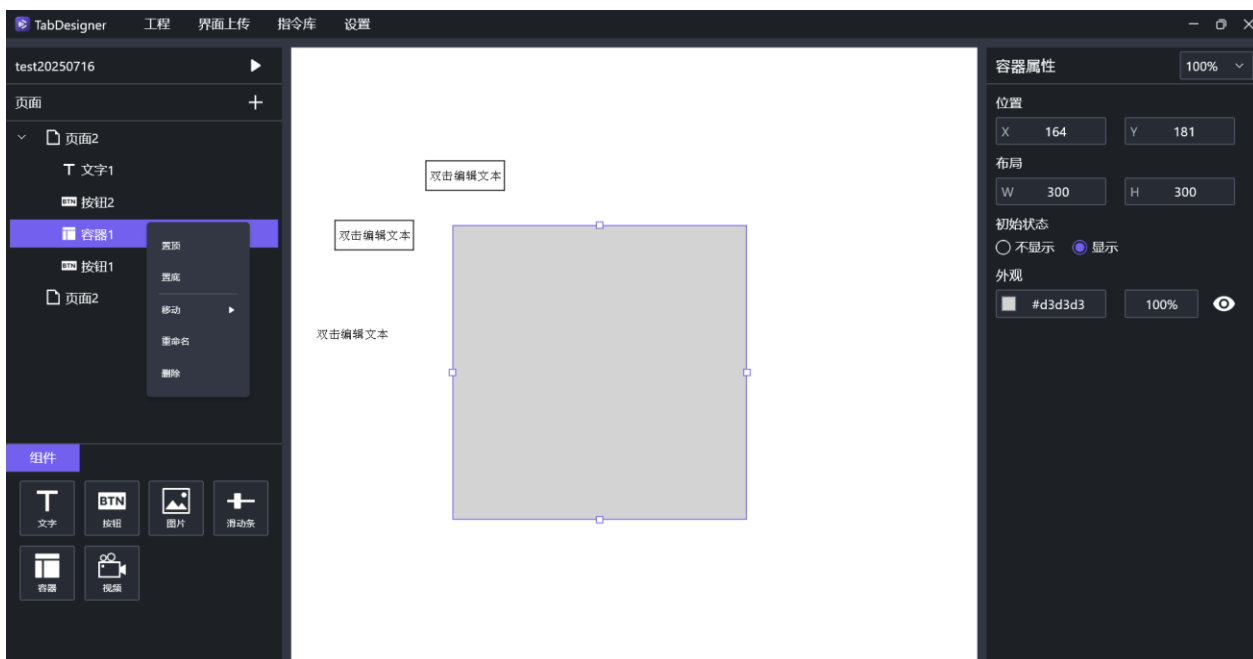 TabDesigner 工程 界面上传 指令库 设置
test20250716
页面
页面2
文字1
BTN 按钮2
容器1
BTN 按钮1
页面2
置顶
置底
移动
重命名
删除
组件
文字
BTN
按钮
图片
滑动条
容器
视频
双击编辑文本
双击编辑文本
双击编辑文本
容器属性 100%
位置
X 164 Y 181
布局
W 300 H 300
初始状态
不显示 显示
外观
#d3d3d3 100%